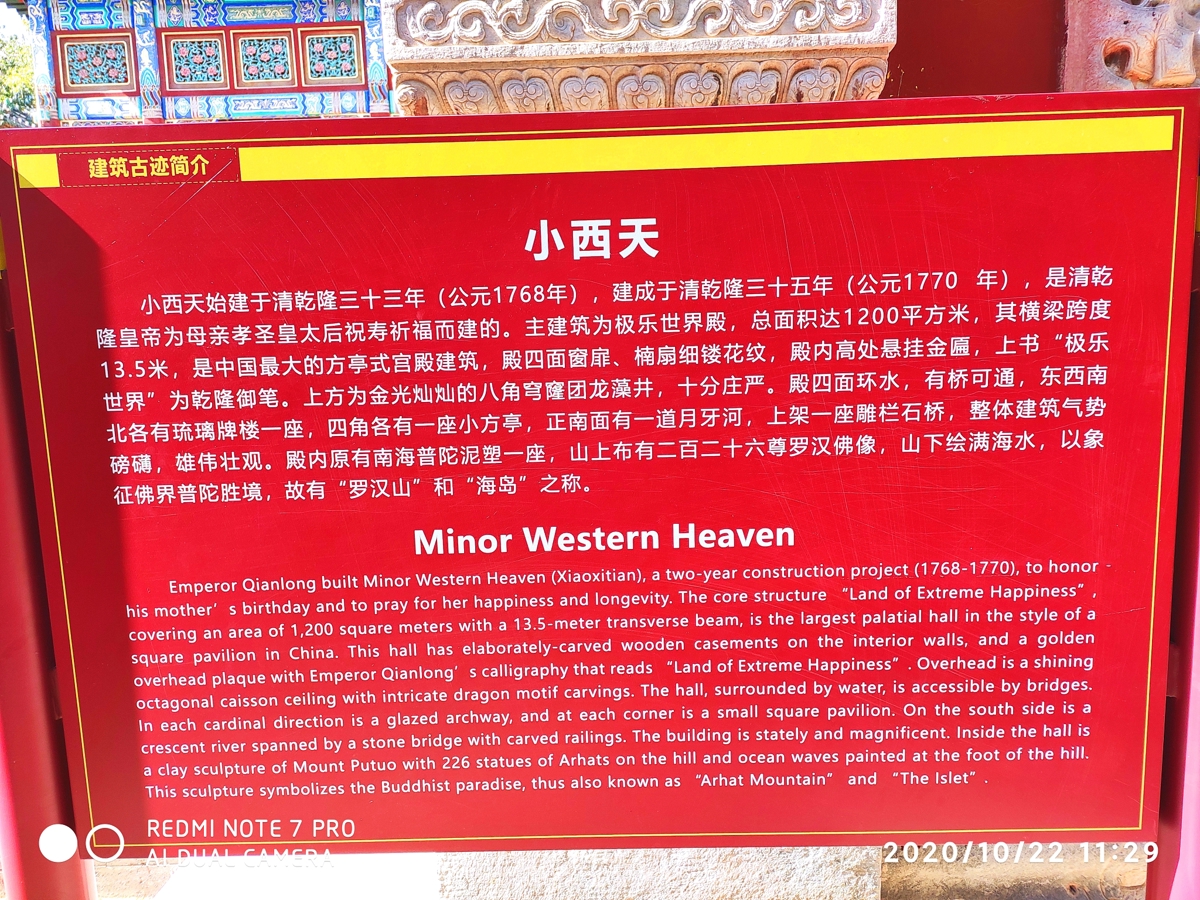 建筑古迹简介
小西天
小西天始建于清乾隆三十三年（公元1768年），建成于清乾隆三十五年（公元1770 年），是清乾
隆皇帝为母亲孝圣皇太后祝寿祈福而建的。主建筑为极乐世界殿，总面积达1200平方米，其横梁跨度
13.5米，是中国最大的方亭式宫殿建筑，殿四面窗扉、楠扇细镂花纹，殿内高处悬挂金匾，上书“极乐
世界”为乾隆御笔。上方为金光灿灿的八角穹窿团龙藻井，十分庄严。殿四面环水，有桥可通，东西南
北各有琉璃牌楼一座，四角各有一座小方亭，正南面有一道月牙河，上架一座雕栏石桥，整体建筑气势
磅礴，雄伟壮观。殿内原有南海普陀泥塑一座，山上布有二百二十六尊罗汉佛像，山下绘满海水，以象
征佛界普陀胜境，故有“罗汉山”和“海岛”之称。
Minor Western Heaven
Emperor Qianlong built Minor Western Heaven (Xiaoxitian), a two-year construction project (1768-1770), to honor
his mother’s birthday and to pray for her happiness and longevity. The core structure “Land of Extreme Happiness”,
covering an area of 1,200 square meters with a 13.5-meter transverse beam, is the largest palatial hall in the style of a
square pavilion in China. This hall has elaborately-carved wooden casements on the interior walls, and a golden
overhead plaque with Emperor Qianlong’s calligraphy that reads “Land of Extreme Happiness”. Overhead is a shining
octagonal caisson ceiling with intricate dragon motif carvings. The hall, surrounded by water, is accessible by bridges.
In each cardinal direction is a glazed archway, and at each corner is a small square pavilion. On the south side is a
crescent river spanned by a stone bridge with carved railings. The building is stately and magnificent. Inside the hall is
a clay sculpture of Mount Putuo with 226 statues of Arhats on the hill and ocean waves painted at the foot of the hill.
This sculpture symbolizes the Buddhist paradise, thus also known as “Arhat Mountain” and “The Islet”.
REDMI NOTE 7 PRO
AI DUAL CAMERA
2020/10/22 11:29